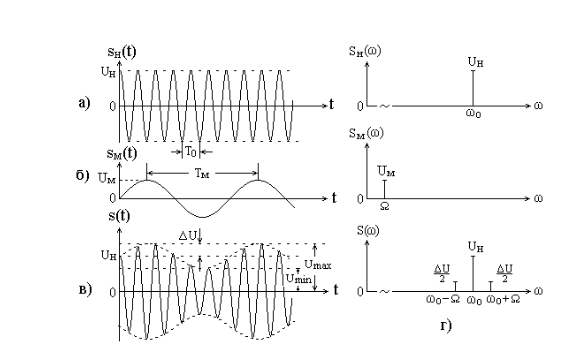 sн(t)
Uн
а)
0
t
T0
Sн(ω)
Uн
0
~
ω0
ω
sм(t)
б)
Uм
Tм
0
t
Sм(ω)
Uм
0
Ω
ω
s(t)
ΔU
Uн
Umax
Umin
в)
0
t
S(ω)
Uн
ΔU
2
ΔU
2
0
~
ω0−Ω ω0 ω0+Ω
ω
г)